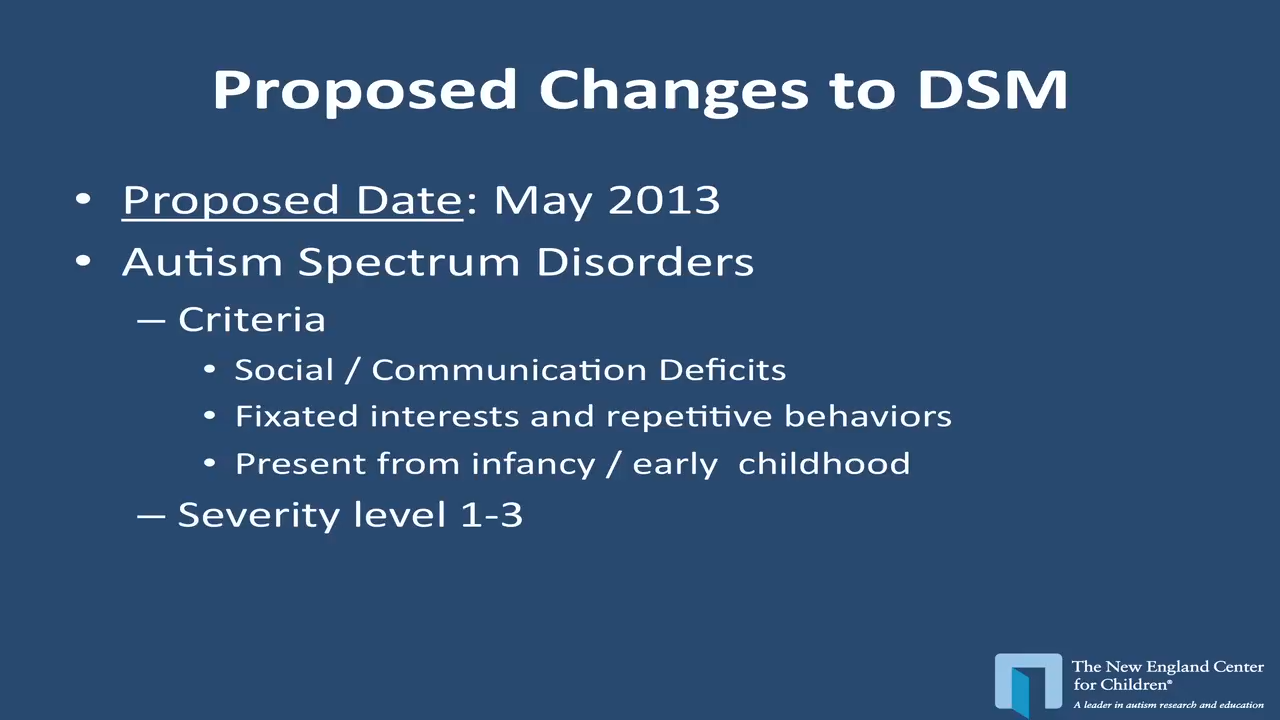 Proposed Changes to DSM
• Proposed Date: May 2013
• Autism Spectrum Disorders
– Criteria
• Social / Communication Deficits
• Fixated interests and repetitive behaviors
• Present from infancy / early childhood
– Severity level 1-3
The New England Center
for Children®
A leader in autism research and education